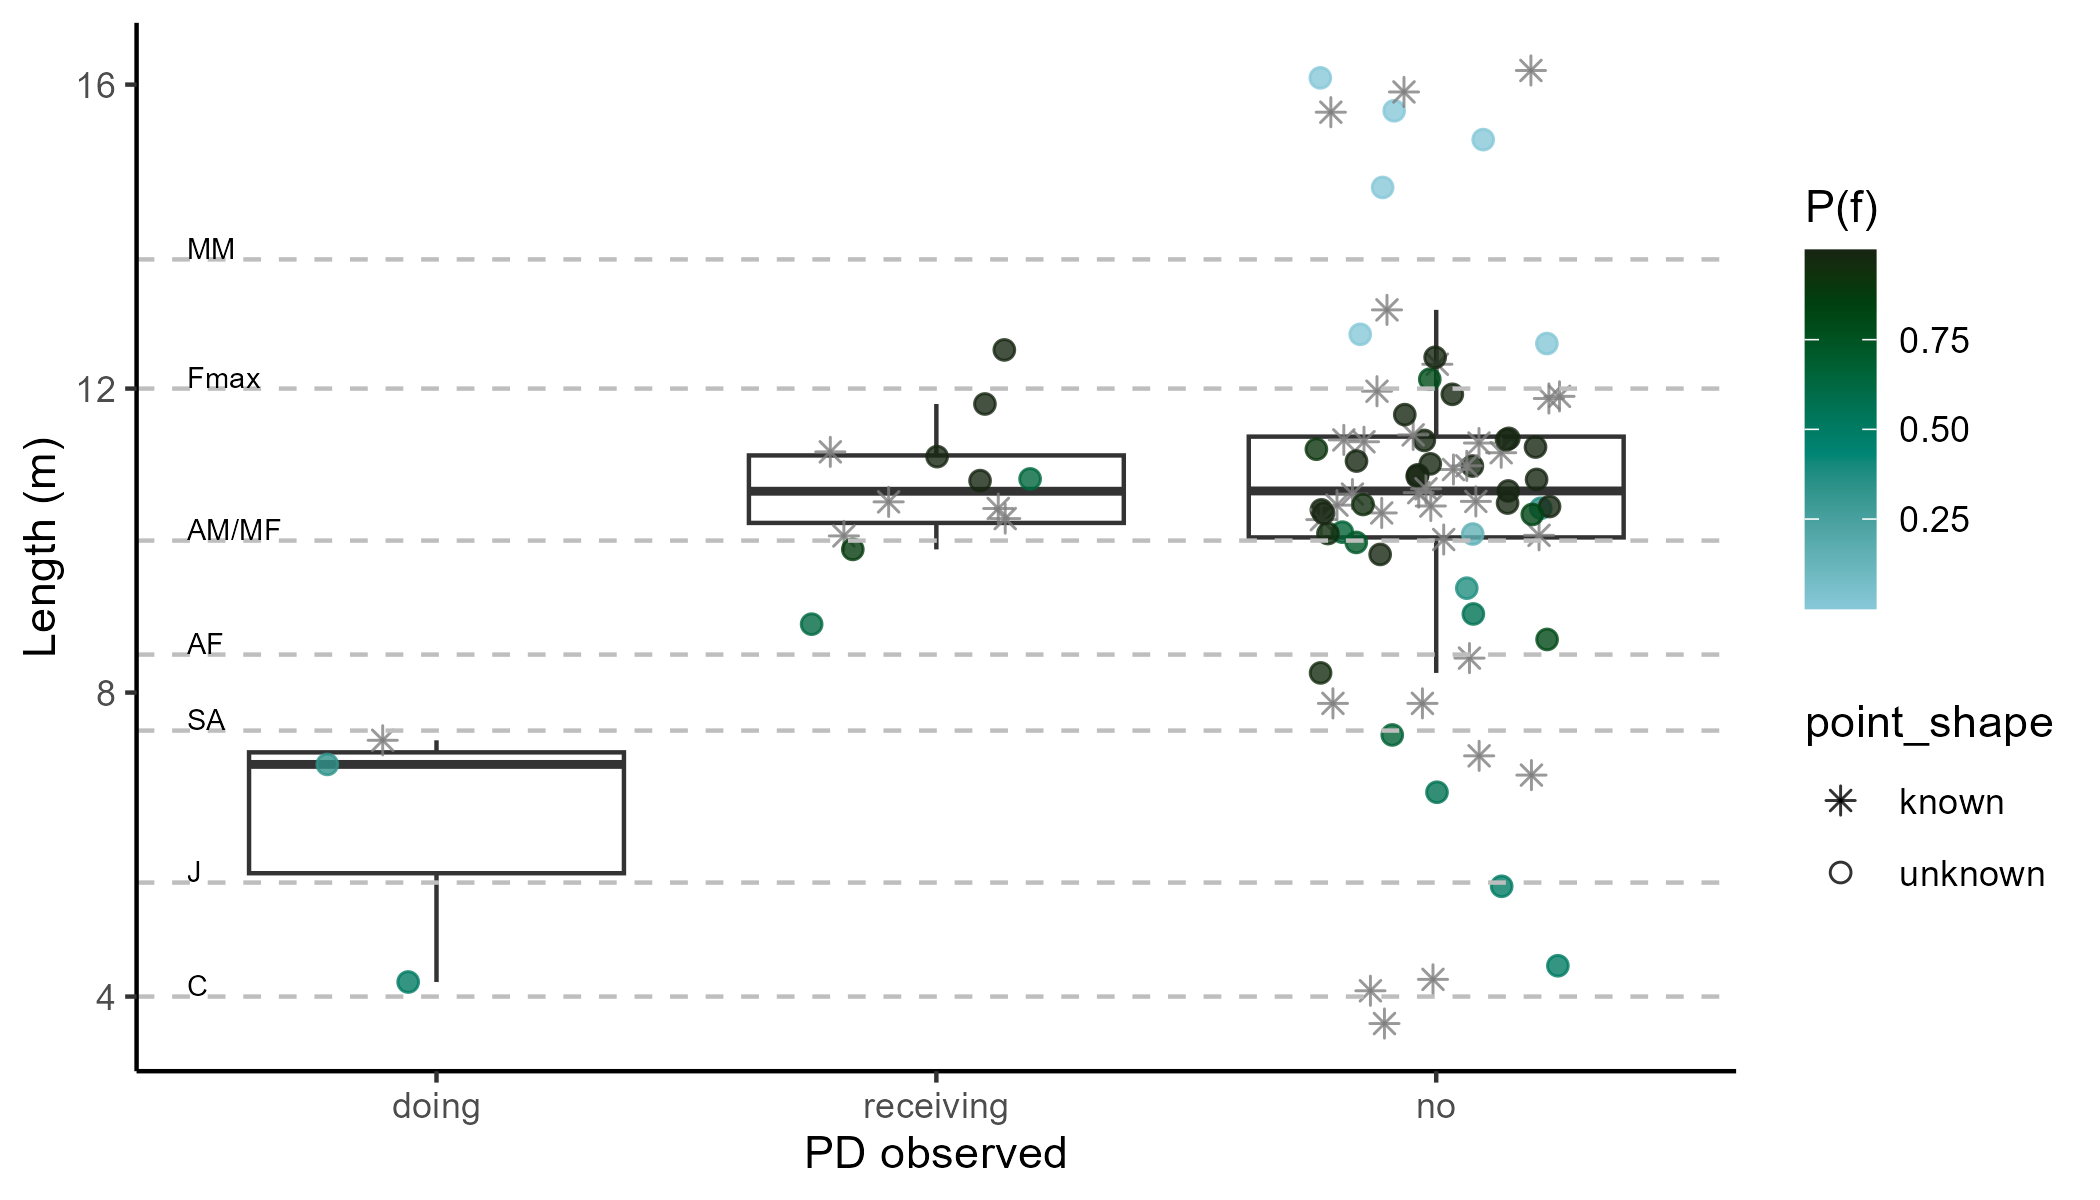 16
12
8
4
Length (m)
MM
Fmax
AM/MF
AF
SA
J
C
doing
receiving
no
PD observed
P(f)
0.75
0.50
0.25
point_shape
known
unknown